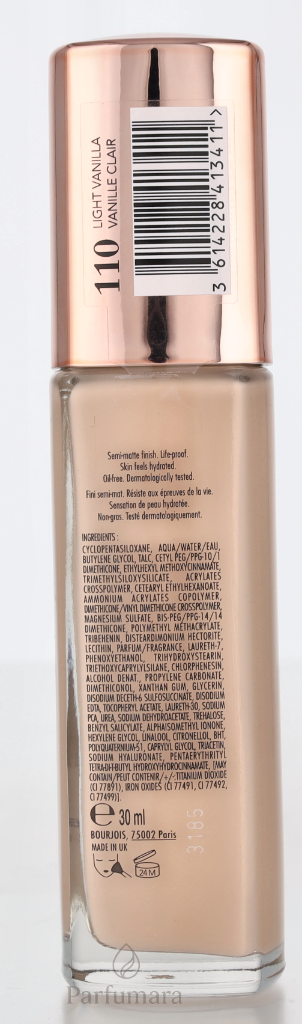 110
LIGHT VANILLA
VANILLE CLAIR
3 614228 413411 >
Semi-matte finish. Life-proof.
Skin feels hydrated.
Oil-free. Dermatologically tested.
Fini semi-mat. Résiste aux épreuves de la vie.
Sensation de peau hydratée.
Non-gras. Testé dermatologiquement.
INGREDIENTS :
CYCLOPENTASILOXANE, AQUA/WATER/EAU,
BUTYLENE GLYCOL, TALC, CETYL PEG/PPG-10/1
DIMETHICONE, ETHYLHEXYL METHOXYCINNAMATE,
TRIMETHYLSILOXYSILICATE, ACRYLATES
CROSSPOLYMER, CETEARYL ETHYLHEXANOATE,
AMMONIUM ACRYLATES COPOLYMER,
DIMETHICONE/VINYL DIMETHICONE CROSSPOLYMER,
MAGNESIUM SULFATE, BIS-PEG/PPG-14/14
DIMETHICONE, POLYMETHYL METHACRYLATE,
TRIBEHENIN, DISTEARDIMONIUM HECTORITE,
LECITHIN, PARFUM/FRAGRANCE, LAURETH-7,
PHENOXYETHANOL, TRIHYDROXYSTEARIN,
TRIETHOXYCAPRYLYLSILANE, CHLORPHENESIN,
ALCOHOL DENAT., PROPYLENE CARBONATE,
DIMETHICONOL, XANTHAN GUM, GLYCERIN,
DISODIUM DECETH-6 SULFOSUCCINATE, DISODIUM
EDTA, TOCOPHERYL ACETATE, LAURETH-30, SODIUM
PCA, UREA, SODIUM DEHYDROACETATE, TREHALOSE,
BENZYL SALICYLATE, ALPHA-ISOMETHYL IONONE,
HEXYLENE GLYCOL, LINALOOL, CITRONELLOL, BHT,
POLYQUATERNIUM-51, CAPRYLYL GLYCOL, TRIACETIN,
SODIUM HYALURONATE, PENTAERYTHRITYL
TETRA-DI-T-BUTYL HYDROXYHYDROCINNAMATE, [MAY
CONTAIN/PEUT CONTENIR/+/-:TITANIUM DIOXIDE
(CI 77891), IRON OXIDES (CI 77491, CI 77492,
CI 77499)].
e 30 ml
BOURJOIS, 75002 Paris
MADE IN UK
24 M
3185
Parfumara